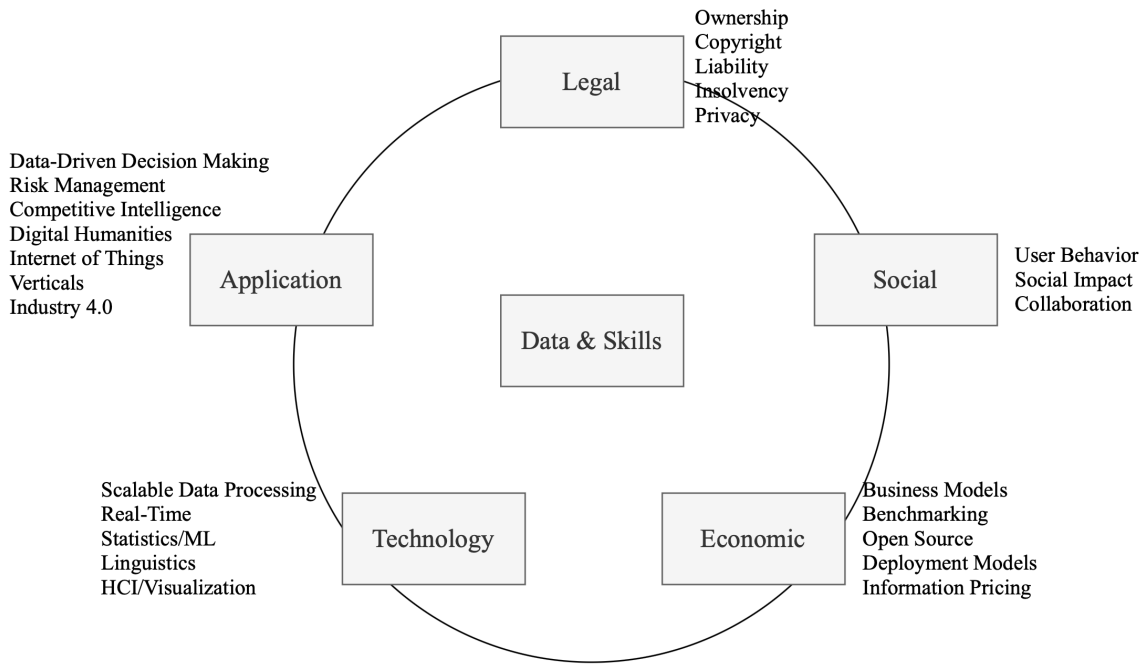 Legal
Ownership
Copyright
Liability
Insolvency
Privacy
Data-Driven Decision Making
Risk Management
Competitive Intelligence
Digital Humanities
Internet of Things
Verticals
Industry 4.0
Application
Social
User Behavior
Social Impact
Collaboration
Data & Skills
Scalable Data Processing
Real-Time
Statistics/ML
Linguistics
HCI/Visualization
Technology
Economic
Business Models
Benchmarking
Open Source
Deployment Models
Information Pricing